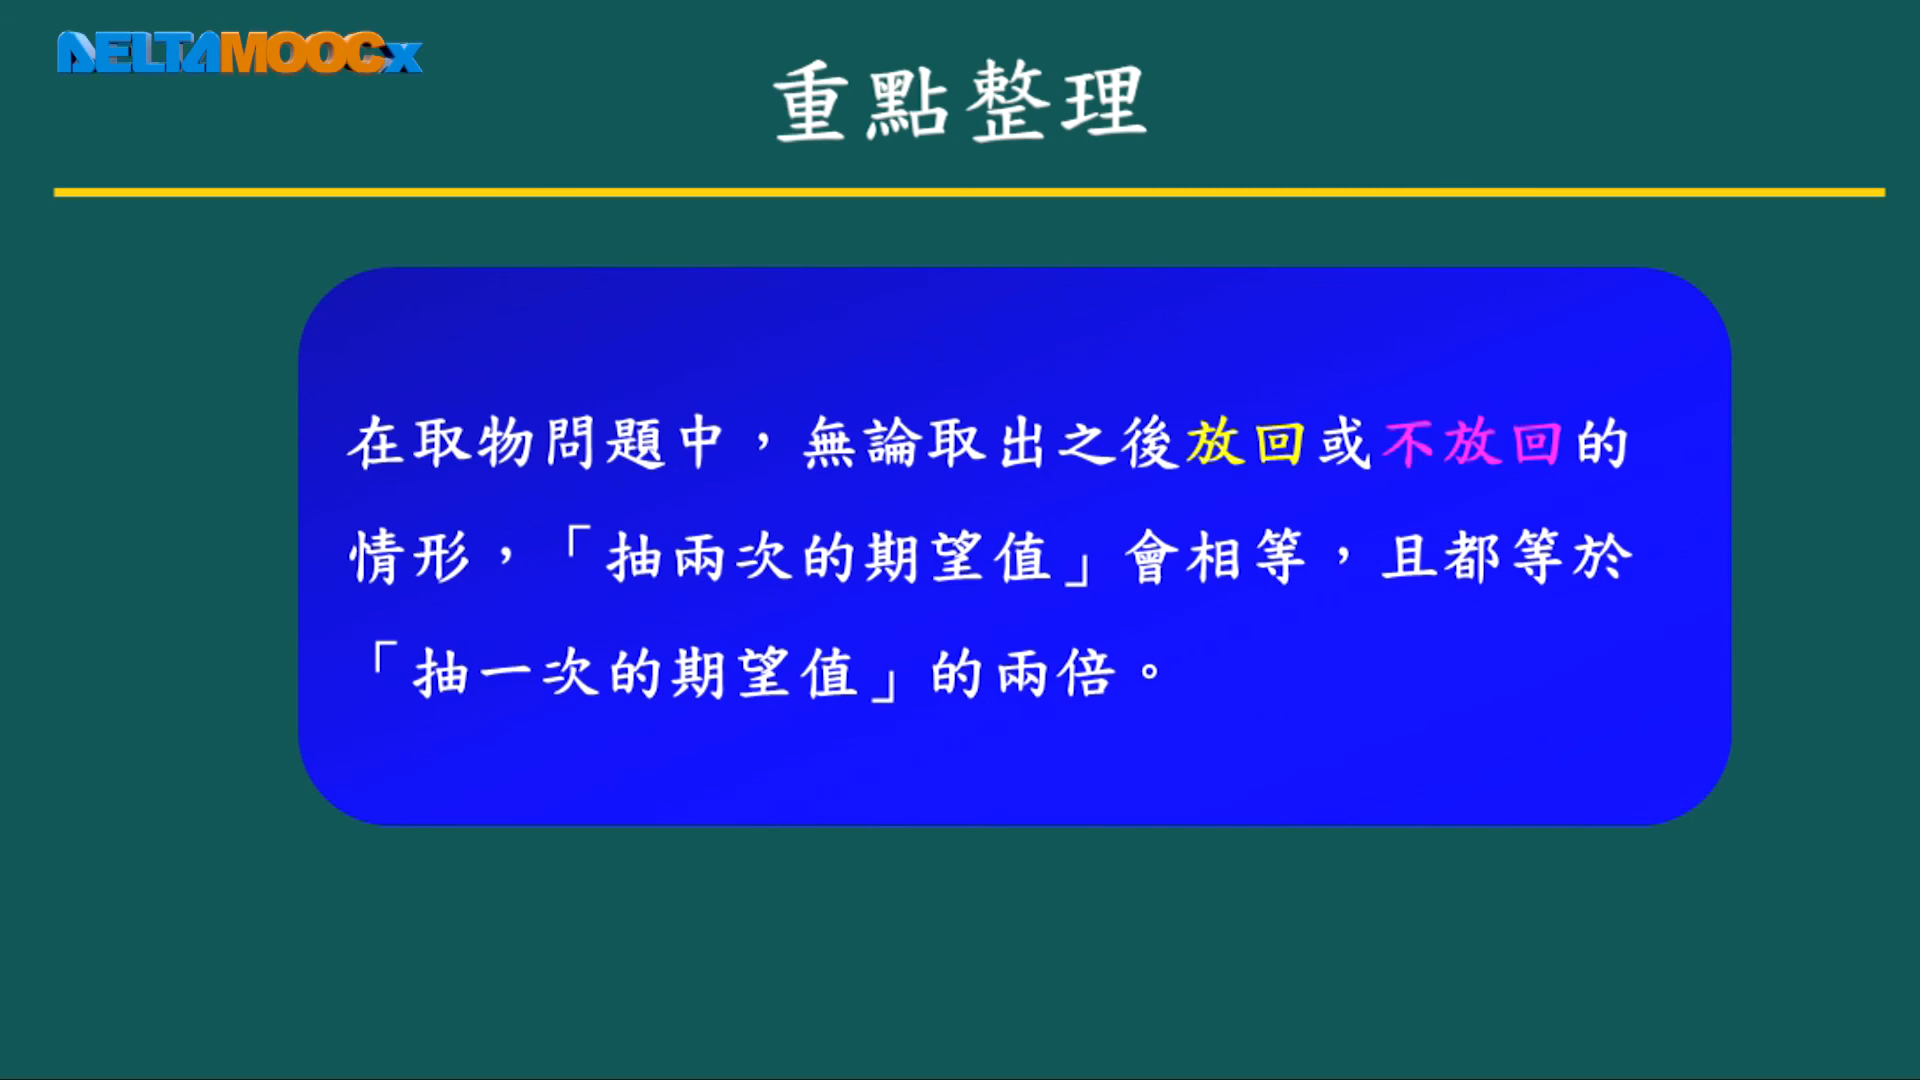 DELTAMOOCx
重點整理
在取物問題中，無論取出之後放回或不放回的
情形，「抽兩次的期望值」會相等，且都等於
「抽一次的期望值」的兩倍。